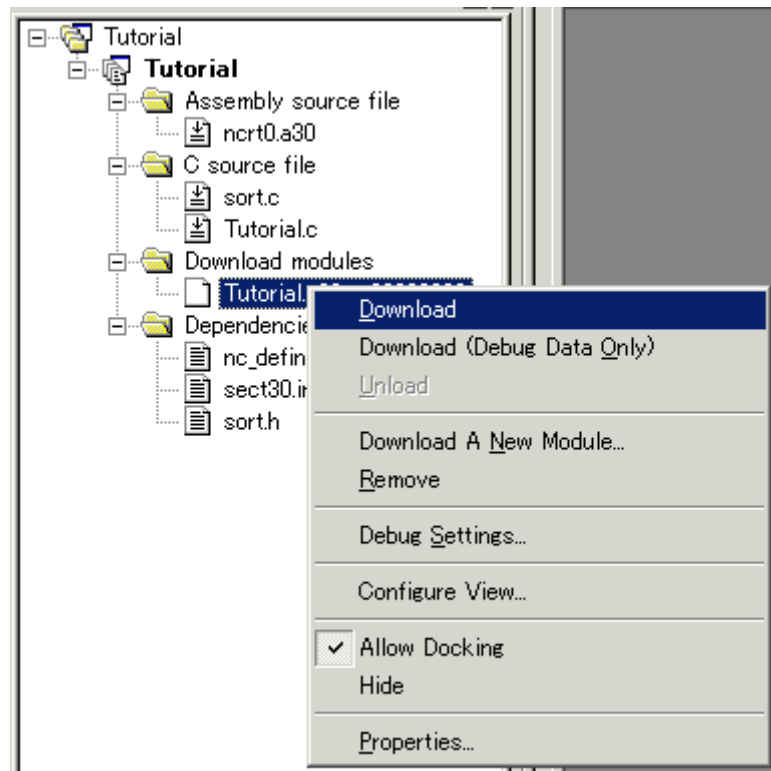 Tutorial
Tutorial
Assembly source file
ncrt0.a30
C source file
sort.c
Tutorial.c
Download modules
Tutorial.
Dependencie
nc_defin
sect30.in
sort.h
Download
Download (Debug Data Only)
Unload
Download A New Module...
Remove
Debug Settings...
Configure View...
Allow Docking
Hide
Properties...